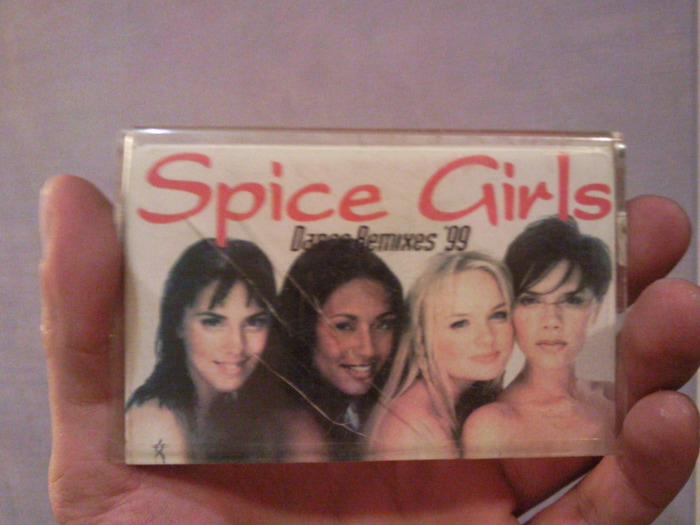 Spice Girls
Dance Remixes '99